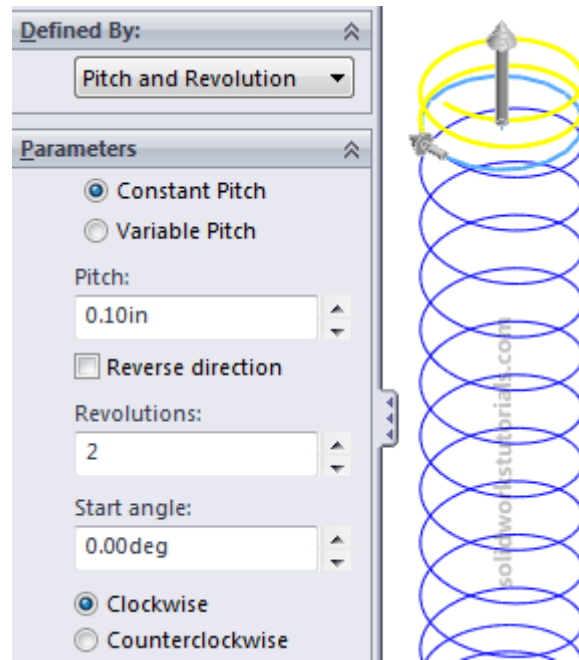 Defined By:
Pitch and Revolution
Parameters
Constant Pitch
Variable Pitch
Pitch:
0.10in
Reverse direction
Revolutions:
2
Start angle:
0.00deg
Clockwise
Counterclockwise
solidworkstutorials.com